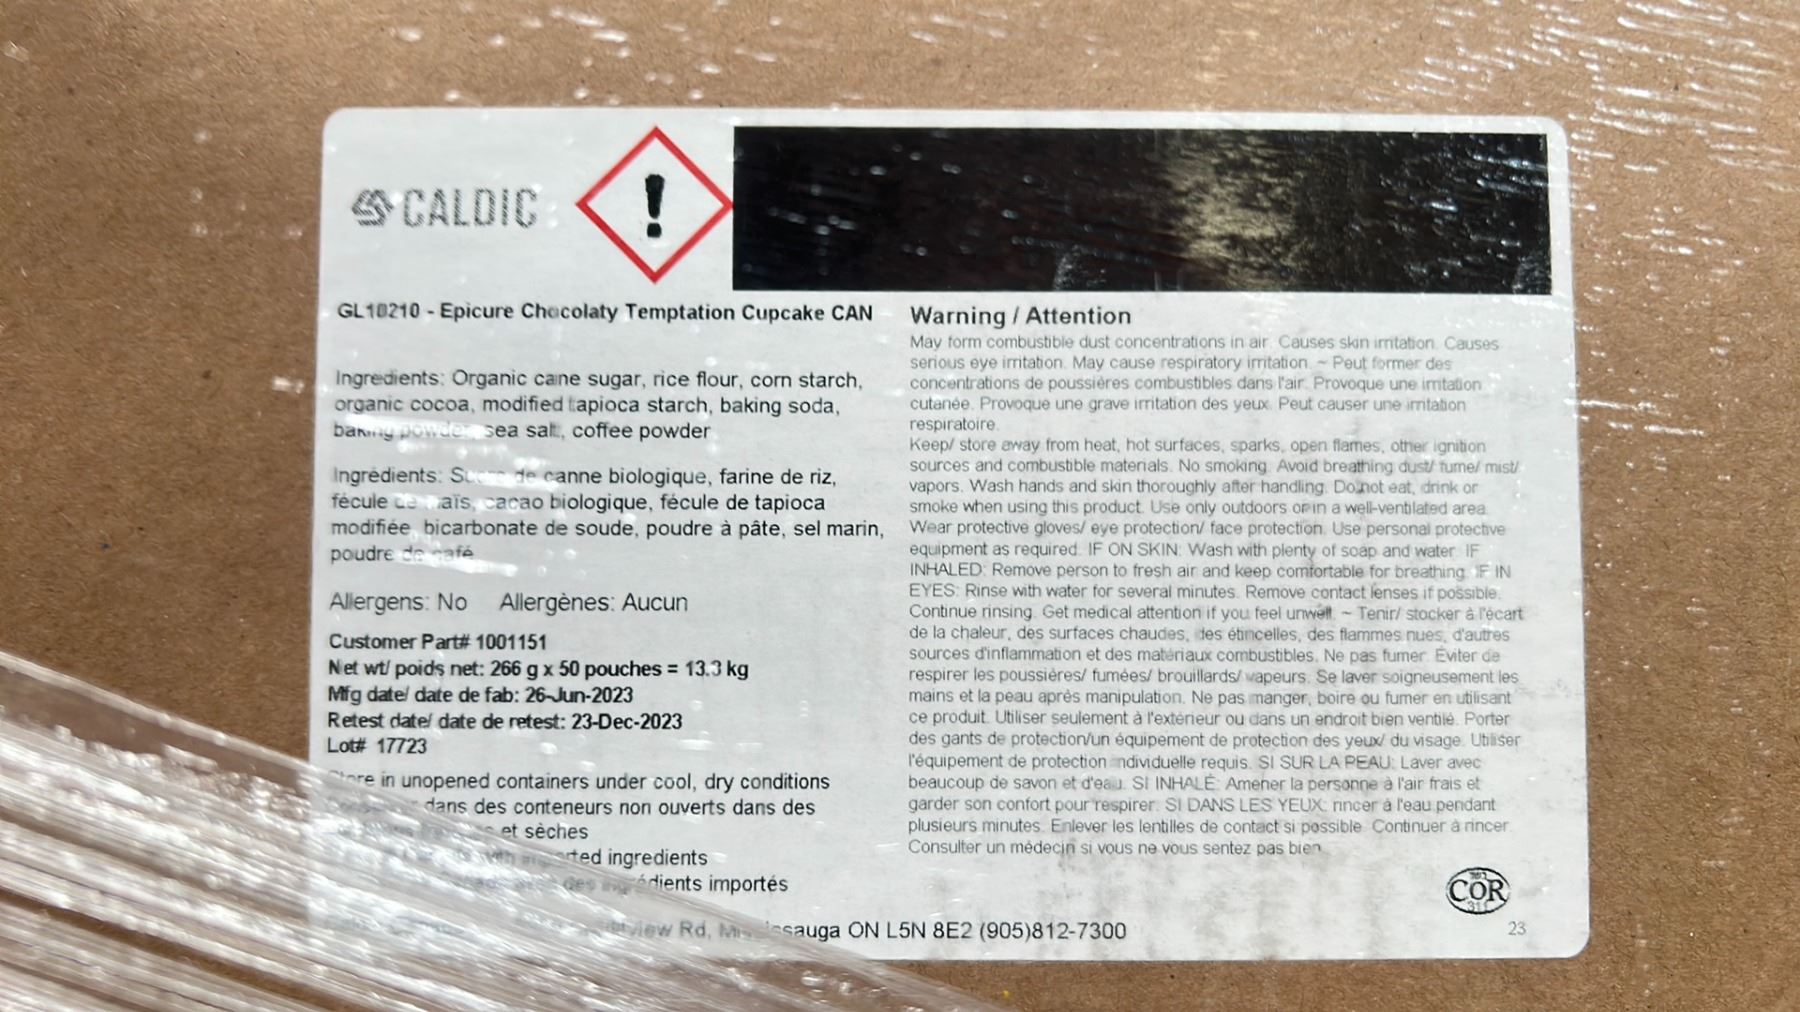 CALDIC
GL10210 - Epicure Chocolaty Temptation Cupcake CAN
Ingredients: Organic cane sugar, rice flour, corn starch,
organic cocoa, modified tapioca starch, baking soda,
baking powder, sea salt, coffee powder
Ingrédients: Sucre de canne biologique, farine de riz,
fécule de maïs, cacao biologique, fécule de tapioca
modifiée, bicarbonate de soude, poudre à pâte, sel marin,
poudre de café
Allergens: No Allergènes: Aucun
Customer Part# 1001151
Net wt/ poids net: 266 g x 50 pouches = 13.3 kg
Mfg date/ date de fab: 26-Jun-2023
Retest date/ date de retest: 23-Dec-2023
Lot# 17723
Store in unopened containers under cool, dry conditions
dans des conteneurs non ouverts dans des
et sèches
with imported ingredients
des ingrédients importés
Rd, Mississauga ON L5N 8E2 (905)812-7300
Warning / Attention
May form combustible dust concentrations in air. Causes skin irritation. Causes
serious eye irritation. May cause respiratory irritation. ~ Peut former des
concentrations de poussières combustibles dans l'air. Provoque une irritation
cutanée. Provoque une grave irritation des yeux. Peut causer une irritation
respiratoire.
Keep/ store away from heat, hot surfaces, sparks, open flames, other ignition
sources and combustible materials. No smoking. Avoid breathing dust/ fume/ mist/
vapors. Wash hands and skin thoroughly after handling. Do not eat, drink or
smoke when using this product. Use only outdoors or in a well-ventilated area.
Wear protective gloves/ eye protection/ face protection. Use personal protective
equipment as required. IF ON SKIN: Wash with plenty of soap and water. IF
INHALED: Remove person to fresh air and keep comfortable for breathing. IF IN
EYES: Rinse with water for several minutes. Remove contact lenses if possible.
Continue rinsing. Get medical attention if you feel unwell. ~ Tenir/ stocker à l'écart
de la chaleur, des surfaces chaudes, des étincelles, des flammes nues, d'autres
sources d'inflammation et des matériaux combustibles. Ne pas fumer. Éviter de
respirer les poussières/ fumées/ brouillards/ vapeurs. Se laver soigneusement les
mains et la peau après manipulation. Ne pas manger, boire ou fumer en utilisant
ce produit. Utiliser seulement à l'extérieur ou dans un endroit bien ventilé. Porter
des gants de protection/un équipement de protection des yeux/ du visage. Utiliser
l'équipement de protection individuelle requis. SI SUR LA PEAU: Laver avec
beaucoup de savon et d'eau. SI INHALÉ: Amener la personne à l'air frais et
garder son confort pour respirer. SI DANS LES YEUX: rincer à l'eau pendant
plusieurs minutes. Enlever les lentilles de contact si possible. Continuer à rincer.
Consulter un médecin si vous ne vous sentez pas bien.
COR
311
23